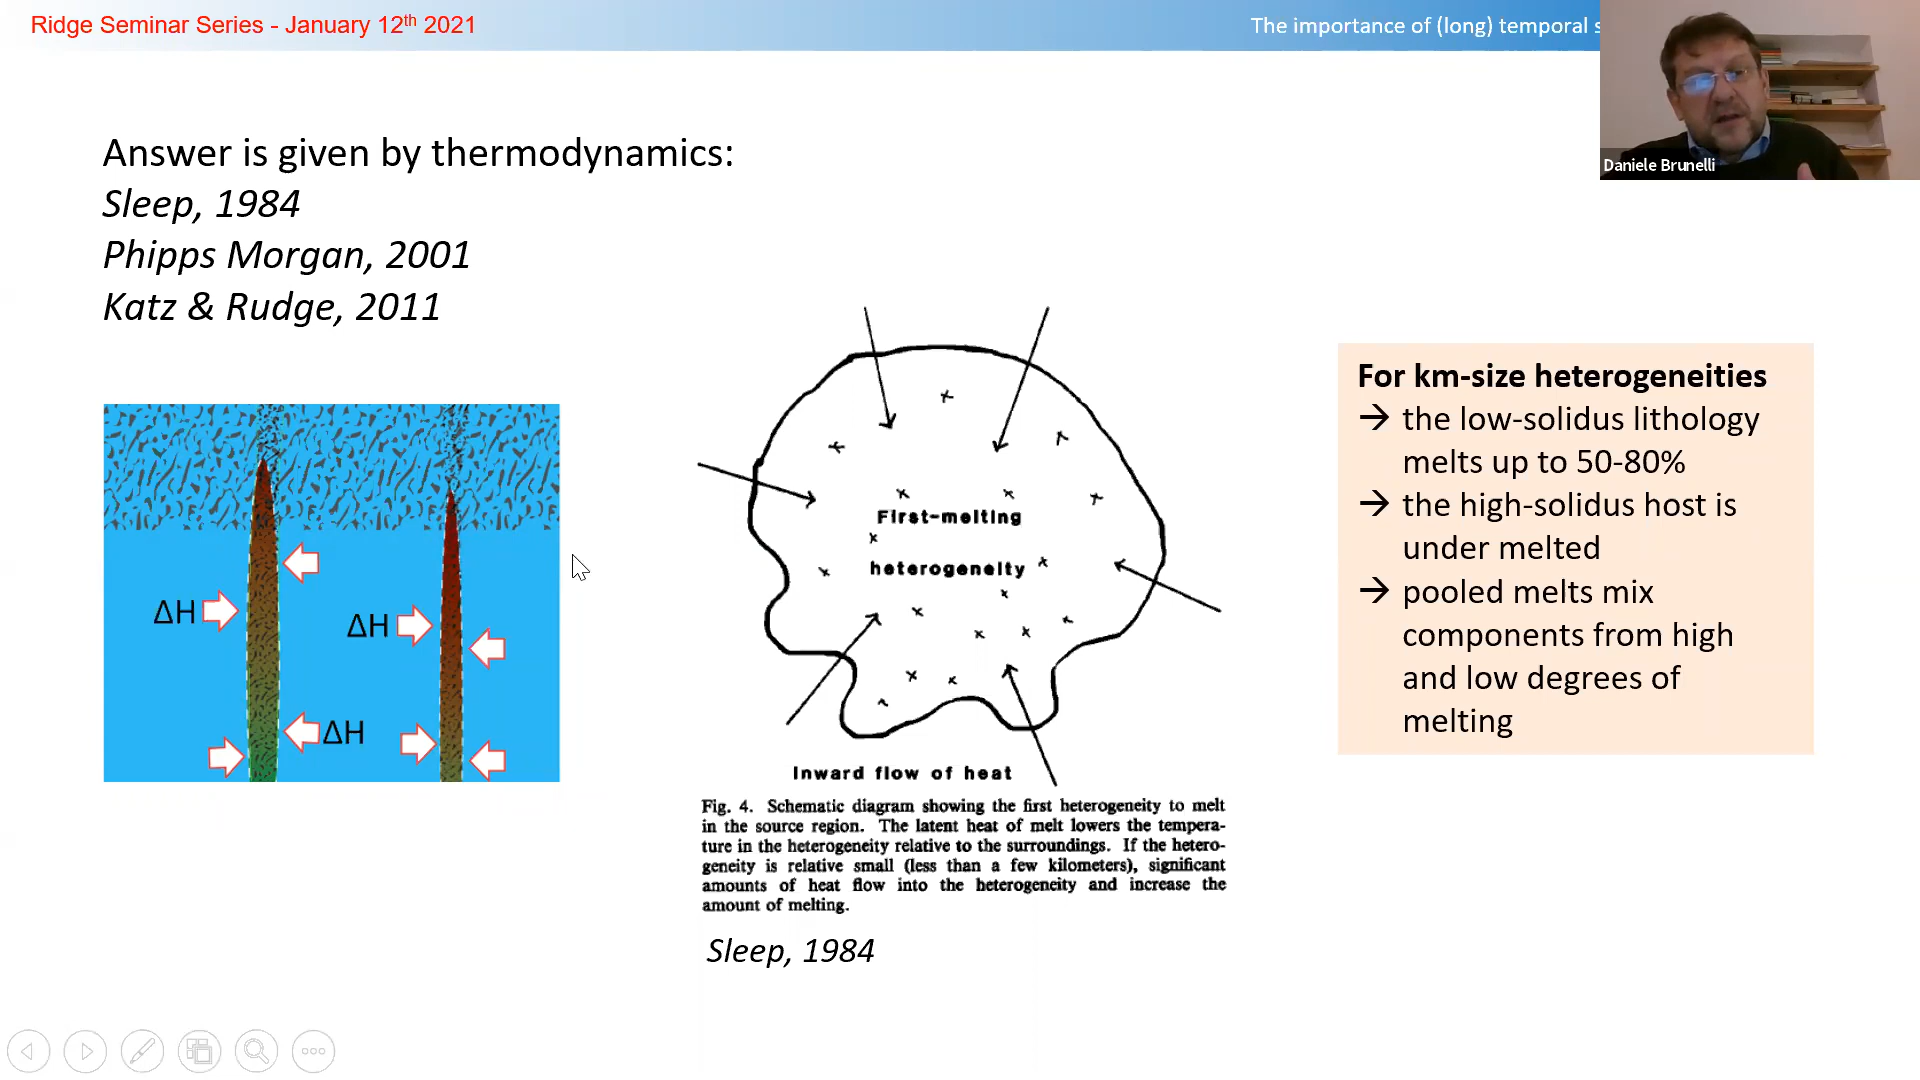 Ridge Seminar Series - January 12th 2021
The importance of (long) temporal
Daniele Brunelli
Answer is given by thermodynamics:
Sleep, 1984
Phipps Morgan, 2001
Katz & Rudge, 2011
ΔH
ΔH
ΔH
First-melting
heterogeneity
Inward flow of heat
Fig. 4. Schematic diagram showing the first heterogeneity to melt
in the source region. The latent heat of melt lowers the tempera-
ture in the heterogeneity relative to the surroundings. If the hetero-
geneity is relative small (less than a few kilometers), significant
amounts of heat flow into the heterogeneity and increase the
amount of melting.
Sleep, 1984
For km-size heterogeneities
→ the low-solidus lithology
melts up to 50-80%
→ the high-solidus host is
under melted
→ pooled melts mix
components from high
and low degrees of
melting